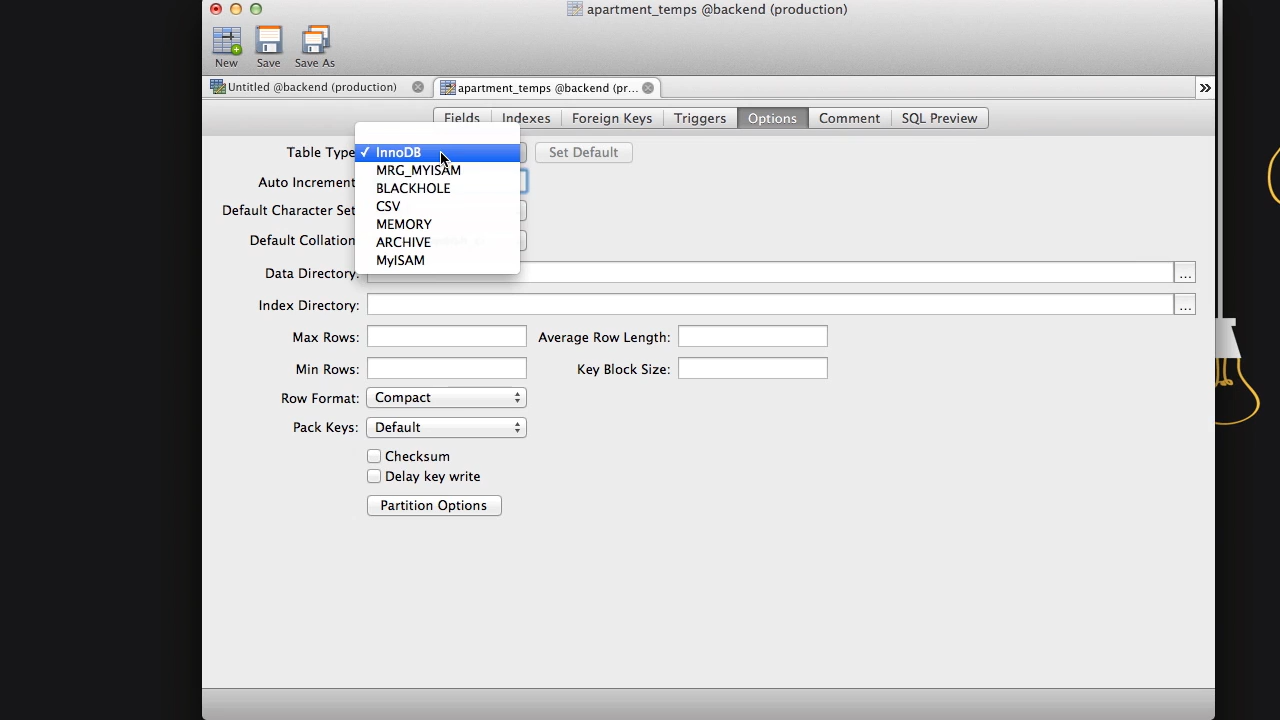 apartment_temps @backend (production)
New Save Save As
Untitled @backend (production) apartment_temps @backend (pr... »
Fields Indexes Foreign Keys Triggers Options Comment SQL Preview
Table Type InnoDB Set Default
MRG_MYISAM
Auto Increment
BLACKHOLE
Default Character Set CSV
MEMORY
Default Collation ARCHIVE
MyISAM
Data Directory: ...
Index Directory: ...
Max Rows: Average Row Length:
Min Rows: Key Block Size:
Row Format: Compact
Pack Keys: Default
Checksum
Delay key write
Partition Options